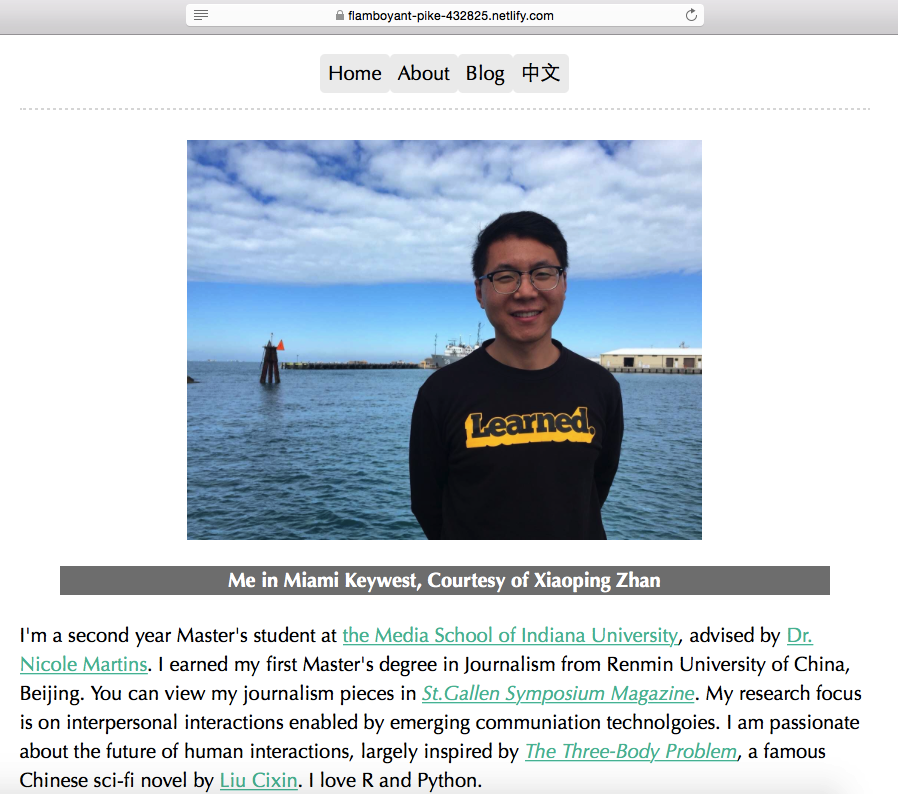 flamboyant-pike-432825.netlify.com
Home About Blog 中文
Learned.
Me in Miami Keywest, Courtesy of Xiaoping Zhan
I'm a second year Master's student at the Media School of Indiana University, advised by Dr.
Nicole Martins. I earned my first Master's degree in Journalism from Renmin University of China,
Beijing. You can view my journalism pieces in St.Gallen Symposium Magazine. My research focus
is on interpersonal interactions enabled by emerging communiation technolgoies. I am passionate
about the future of human interactions, largely inspired by The Three-Body Problem, a famous
Chinese sci-fi novel by Liu Cixin. I love R and Python.